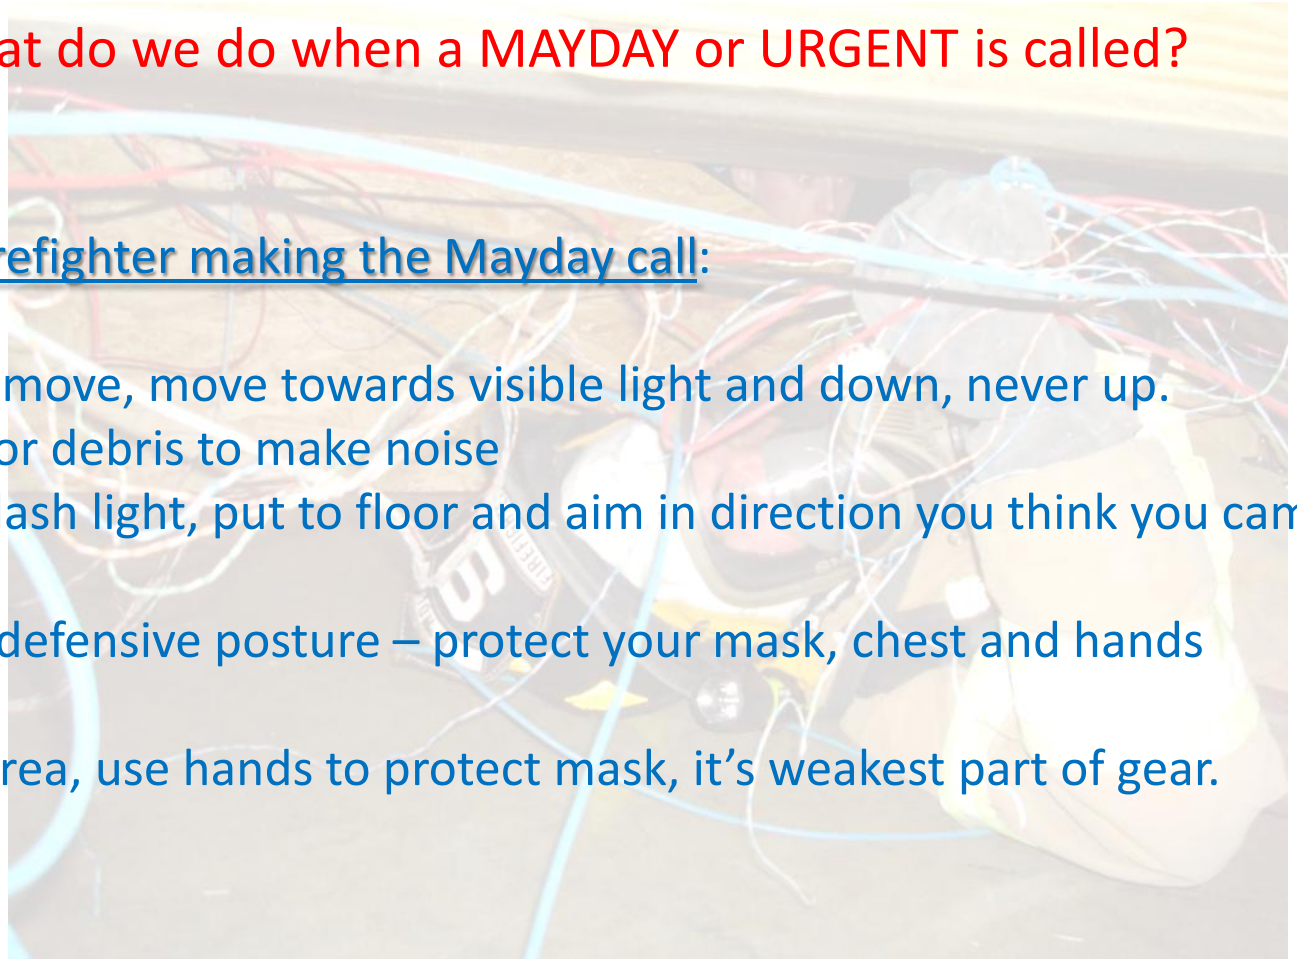 at do we do when a MAYDAY or URGENT is called?
refighter making the Mayday call:
move, move towards visible light and down, never up.
or debris to make noise
ash light, put to floor and aim in direction you think you cam
defensive posture – protect your mask, chest and hands
rea, use hands to protect mask, it’s weakest part of gear.
FIREFI
6